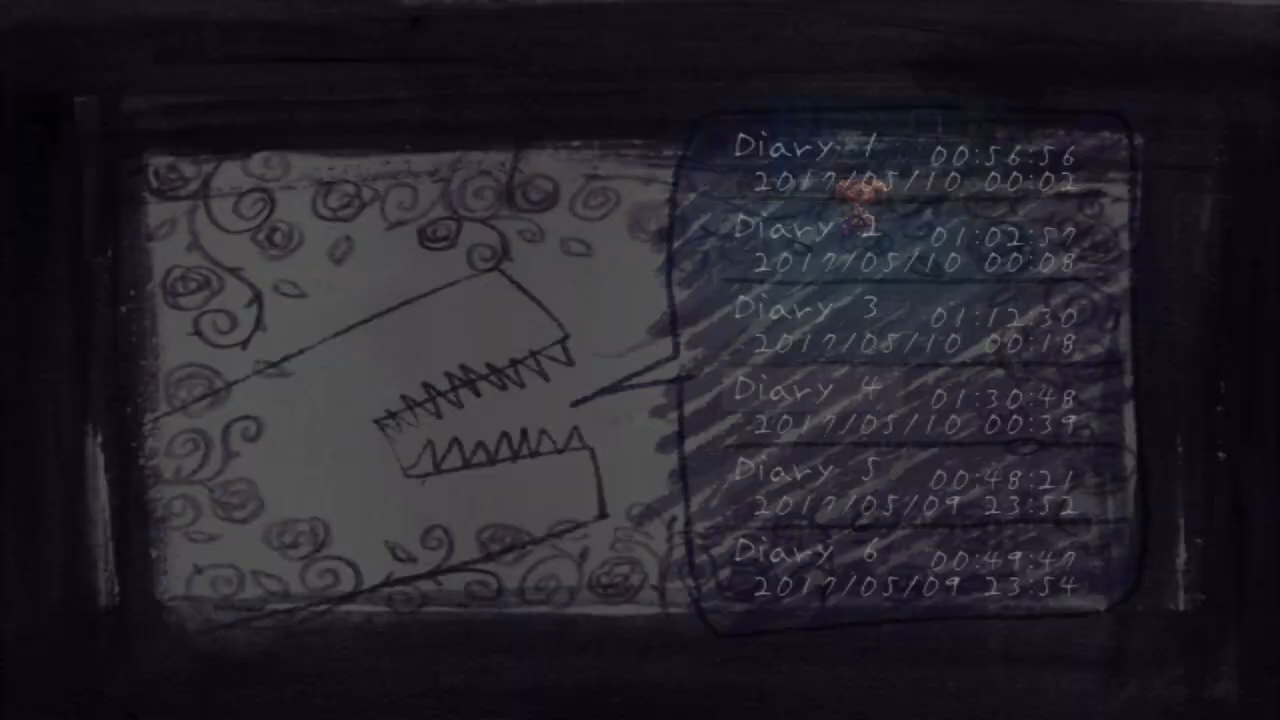 Diary 1 00:56:56
2017/05/10 00:02
Diary 2 01:02:57
2017/05/10 00:08
Diary 3 01:12:30
2017/05/10 00:18
Diary 4 01:30:48
2017/05/10 00:39
Diary 5 00:48:21
2017/05/09 23:52
Diary 6 00:49:47
2017/05/09 23:54